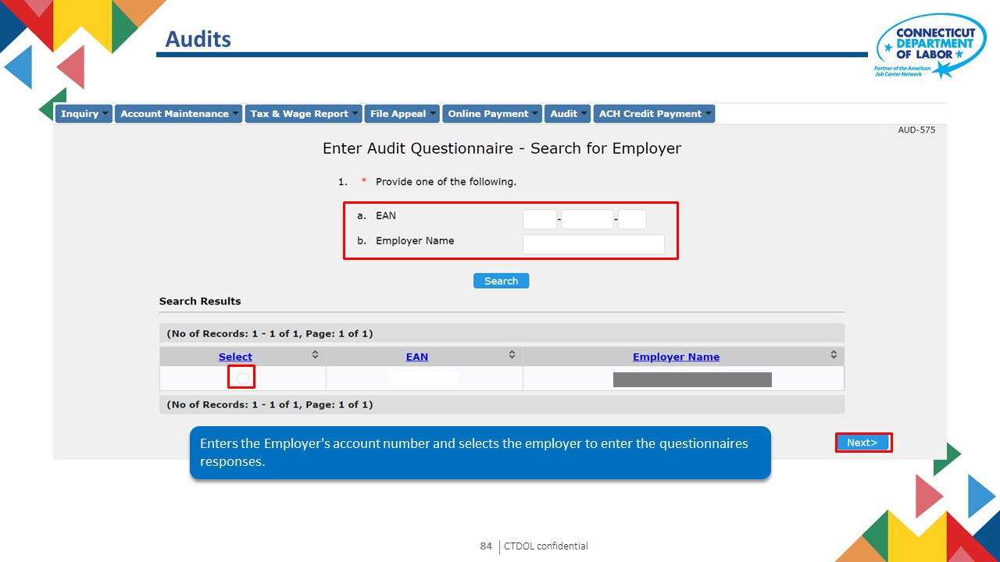 Audits
CONNECTICUT
DEPARTMENT
OF LABOR
Partner of the American
Job Center Network
Inquiry Account Maintenance Tax & Wage Report File Appeal Online Payment Audit ACH Credit Payment
AUD-575
Enter Audit Questionnaire - Search for Employer
1. * Provide one of the following.
a. EAN - -
b. Employer Name
Search
Search Results
(No of Records: 1 - 1 of 1, Page: 1 of 1)
Select EAN Employer Name
(No of Records: 1 - 1 of 1, Page: 1 of 1)
Next>
Enters the Employer's account number and selects the employer to enter the questionnaires
responses.
84 CTDOL confidential